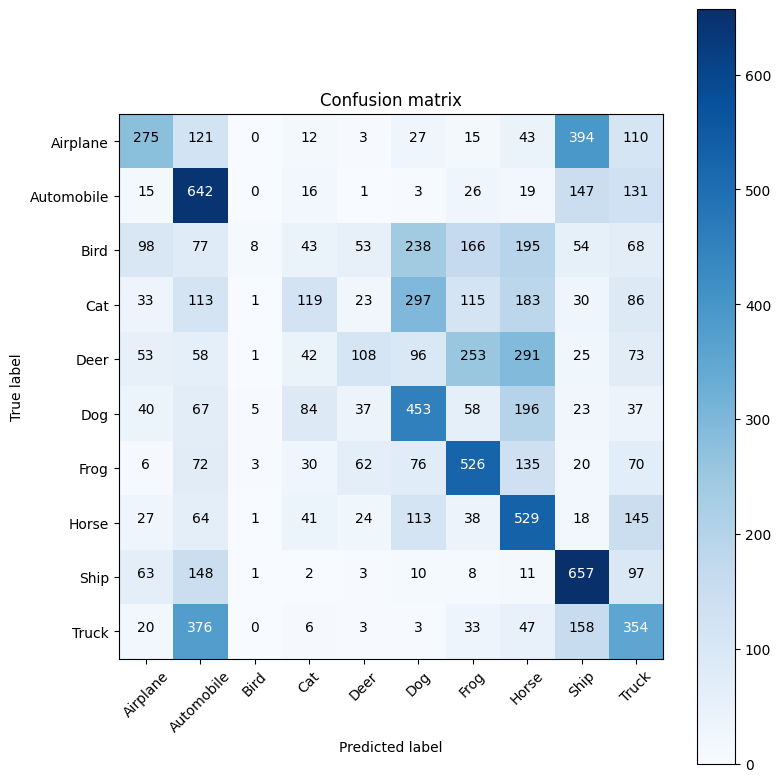 Confusion matrix
Airplane 275 121 0 12 3 27 15 43 394 110
Automobile 15 642 0 16 1 3 26 19 147 131
Bird 98 77 8 43 53 238 166 195 54 68
Cat 33 113 1 119 23 297 115 183 30 86
Deer 53 58 1 42 108 96 253 291 25 73
Dog 40 67 5 84 37 453 58 196 23 37
Frog 6 72 3 30 62 76 526 135 20 70
Horse 27 64 1 41 24 113 38 529 18 145
Ship 63 148 1 2 3 10 8 11 657 97
Truck 20 376 0 6 3 3 33 47 158 354
Airplane Automobile Bird Cat Deer Dog Frog Horse Ship Truck
Predicted label
True label
600
500
400
300
200
100
0